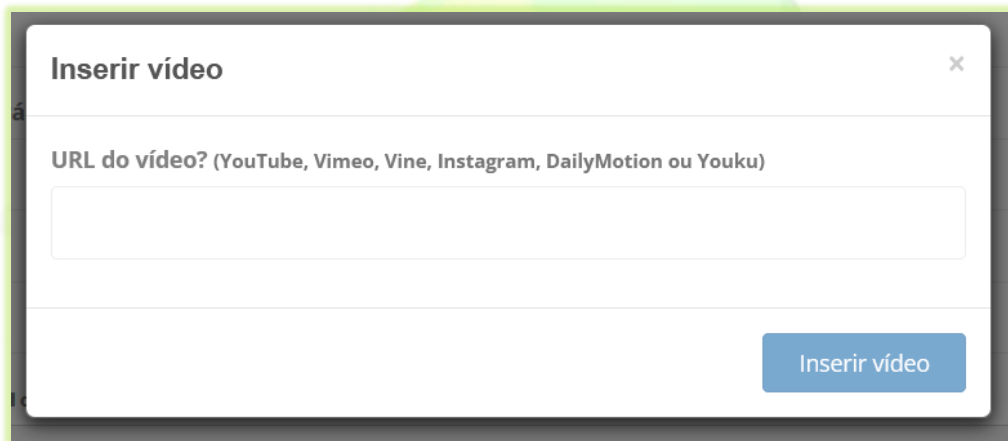 Inserir vídeo
×
URL do vídeo? (YouTube, Vimeo, Vine, Instagram, DailyMotion ou Youku)
Inserir vídeo